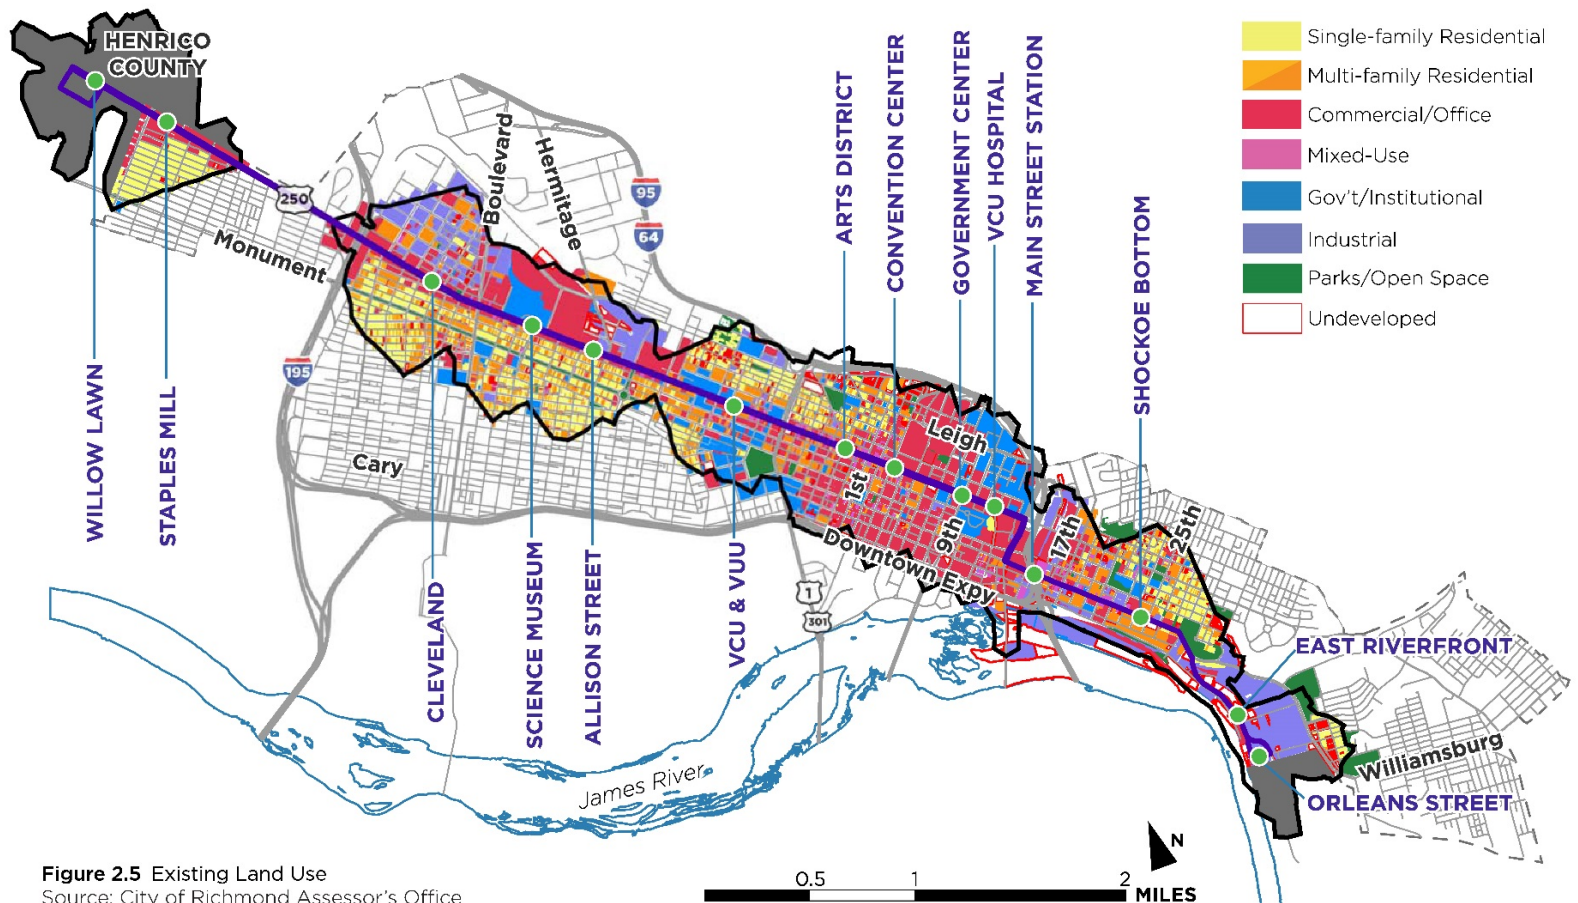 HENRICO
COUNTY
250
Monument
Boulevard
Hermitage
95
64
195
Cary
ARTS DISTRICT
CONVENTION CENTER
GOVERNMENT CENTER
VCU HOSPITAL
MAIN STREET STATION
SHOCKOE BOTTOM
Single-family Residential
Multi-family Residential
Commercial/Office
Mixed-Use
Gov't/Institutional
Industrial
Parks/Open Space
Undeveloped
Leigh
1st
9th
17th
25th
Downtown Expy
1
301
WILLOW LAWN
STAPLES MILL
CLEVELAND
SCIENCE MUSEUM
ALLISON STREET
VCU & VUU
EAST RIVERFRONT
Williamsburg
ORLEANS STREET
James River
N
0.5
1
2
MILES
Figure 2.5 Existing Land Use
Source: City of Richmond Assessor's Office